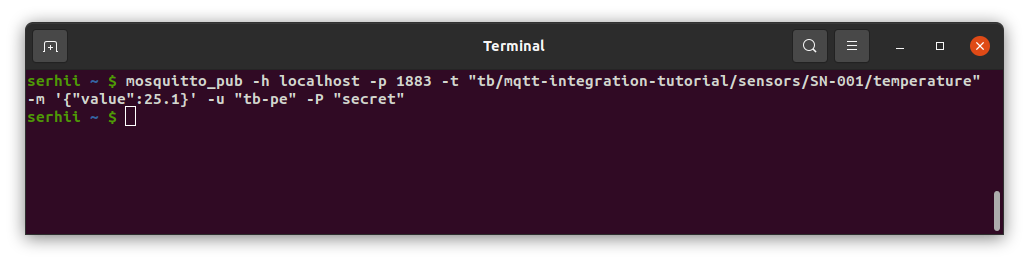 Terminal
serhii ~ $ mosquitto_pub -h localhost -p 1883 -t "tb/mqtt-integration-tutorial/sensors/SN-001/temperature"
-m '{"value":25.1}' -u "tb-pe" -P "secret"
serhii ~ $